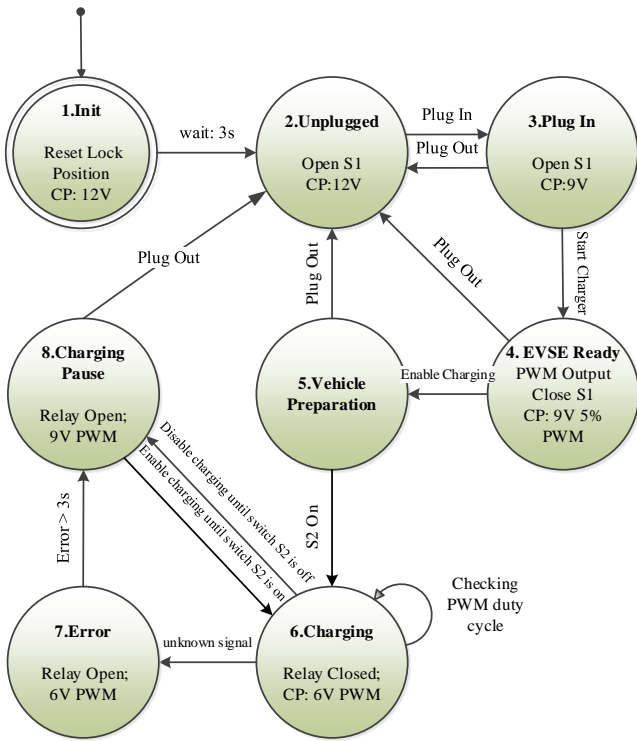 1.Init
Reset Lock
Position
CP: 12V
wait: 3s
2.Unplugged
Open S1
CP:12V
Plug In
Plug Out
3.Plug In
Open S1
CP:9V
Start Charger
Plug Out
Plug Out
Plug Out
8.Charging
Pause
Relay Open;
9V PWM
5.Vehicle
Preparation
Enable Charging
4. EVSE Ready
PWM Output
Close S1
CP: 9V 5%
PWM
Disable charging until switch S2 is off
Enable charging until switch S2 is on
S2 On
Error > 3s
Checking
PWM duty
cycle
7.Error
Relay Open;
6V PWM
unknown signal
6.Charging
Relay Closed;
CP: 6V PWM